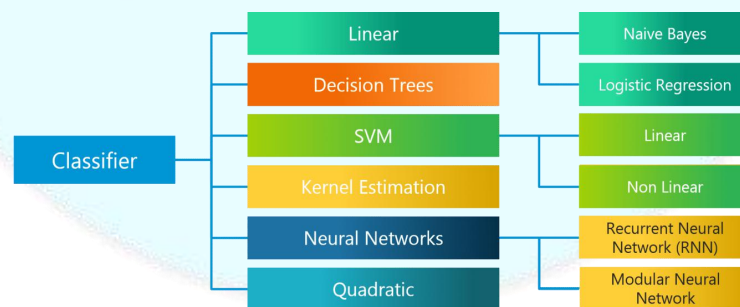 Classifier
Linear
Decision Trees
SVM
Kernel Estimation
Neural Networks
Quadratic
Naive Bayes
Logistic Regression
Linear
Non Linear
Recurrent Neural
Network (RNN)
Modular Neural
Network